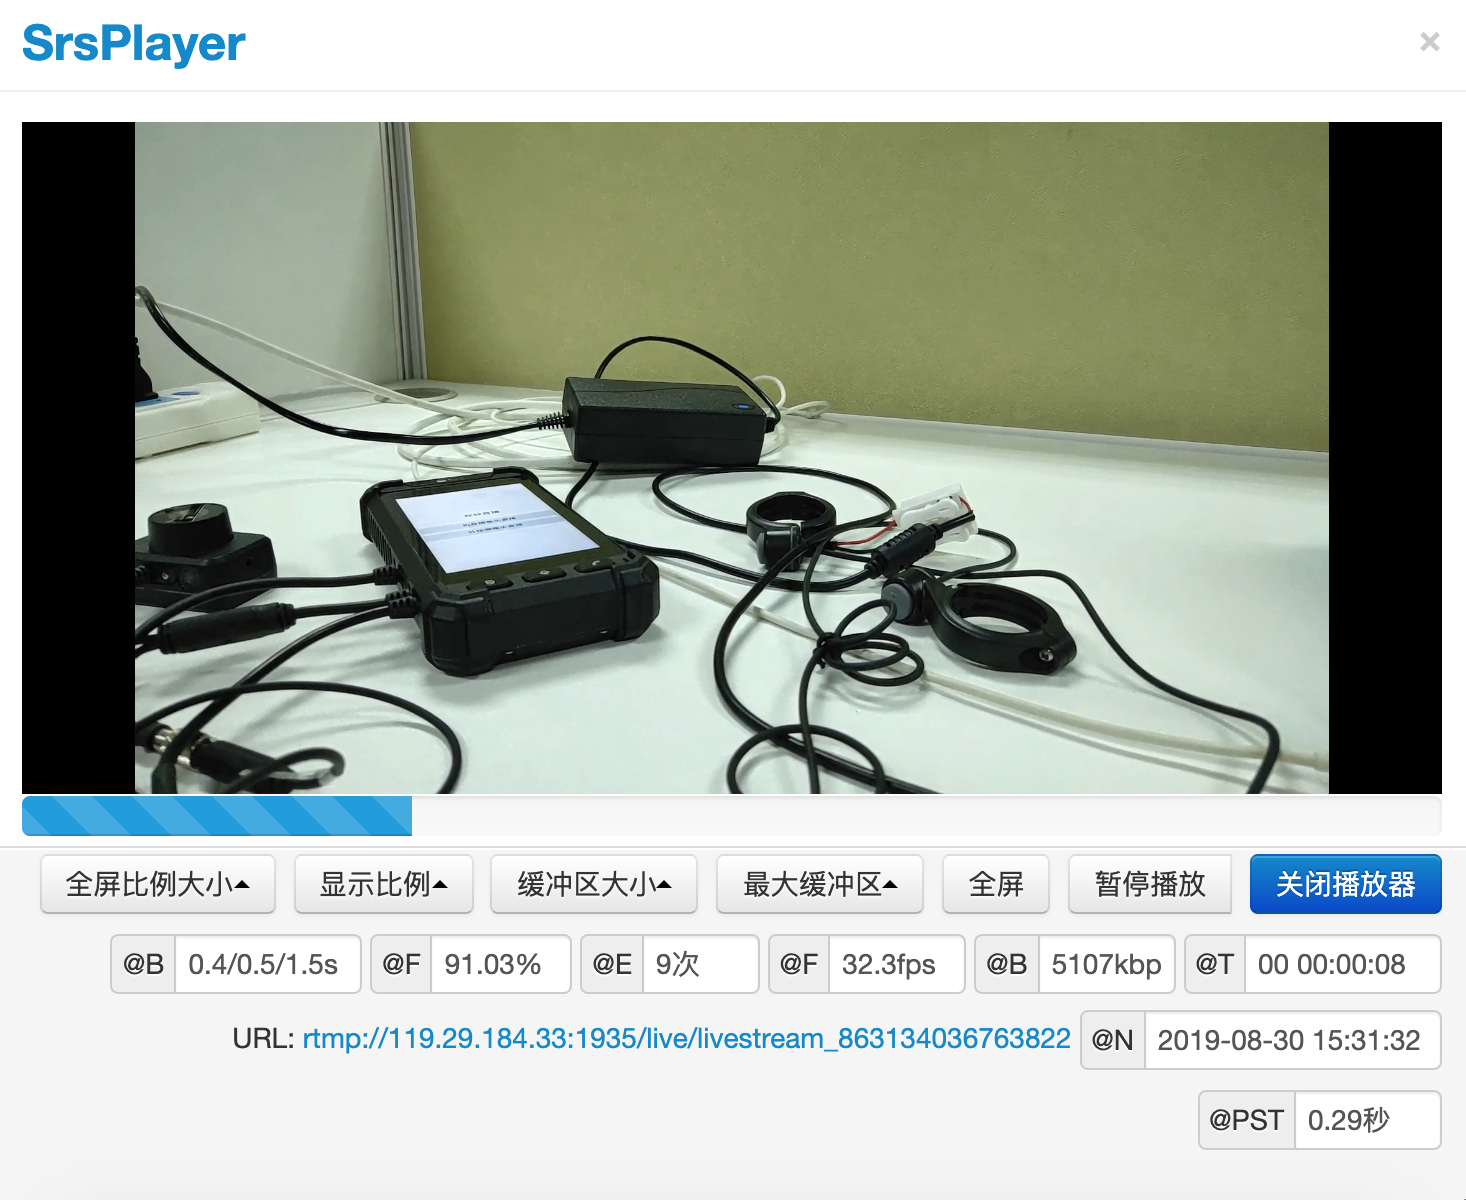 SrsPlayer
×
全屏比例大小
显示比例
缓冲区大小
最大缓冲区
全屏
暂停播放
关闭播放器
@B 0.4/0.5/1.5s
@F 91.03%
@E 9次
@F 32.3fps
@B 5107kbp
@T 00 00:00:08
URL: rtmp://119.29.184.33:1935/live/livestream_863134036763822
@N 2019-08-30 15:31:32
@PST 0.29秒